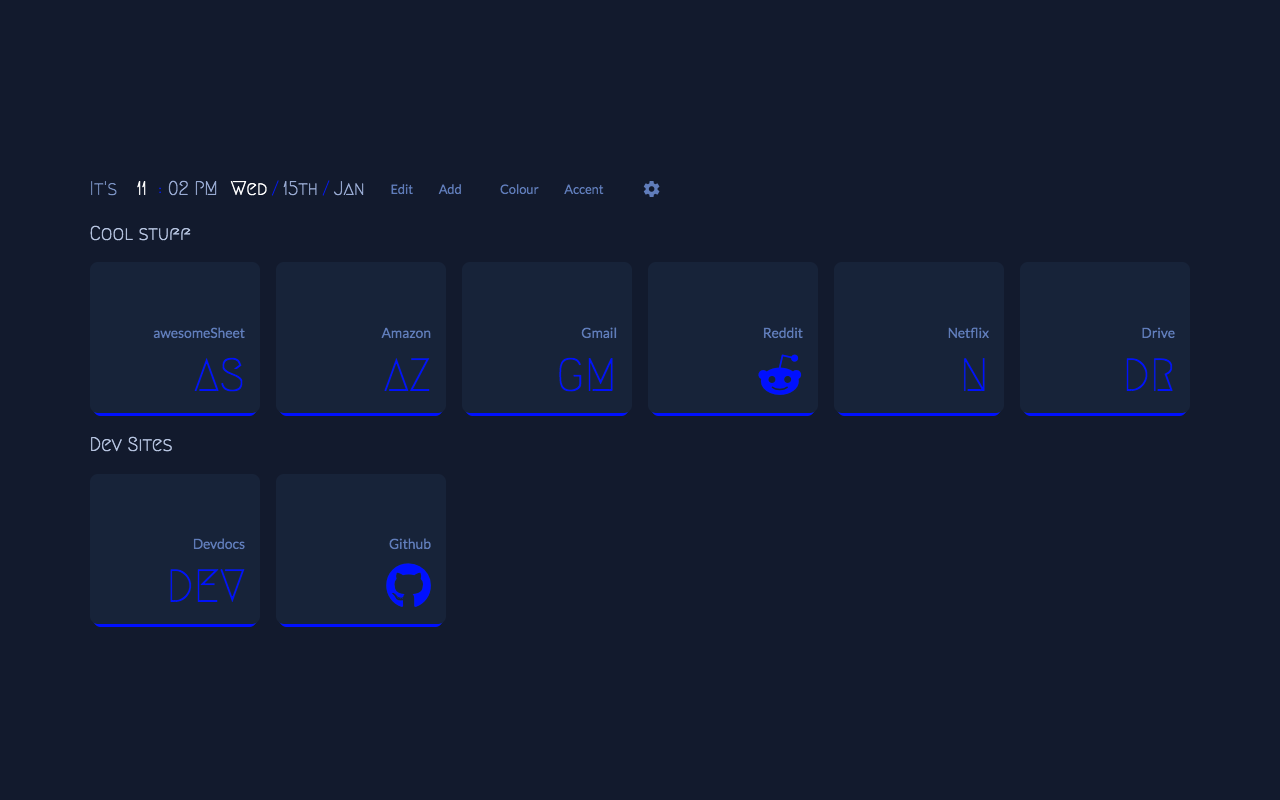 It's 11 : 02 PM Wed / 15th / Jan Edit Add Colour Accent
Cool stuff
awesomeSheet Amazon Gmail Reddit Netflix Drive
AS AZ GM N DR
Dev Sites
Devdocs Github
DEV